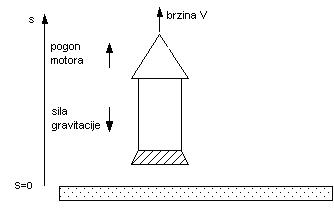 s
brzina V
pogon
motora
sila
gravitacije
S=0